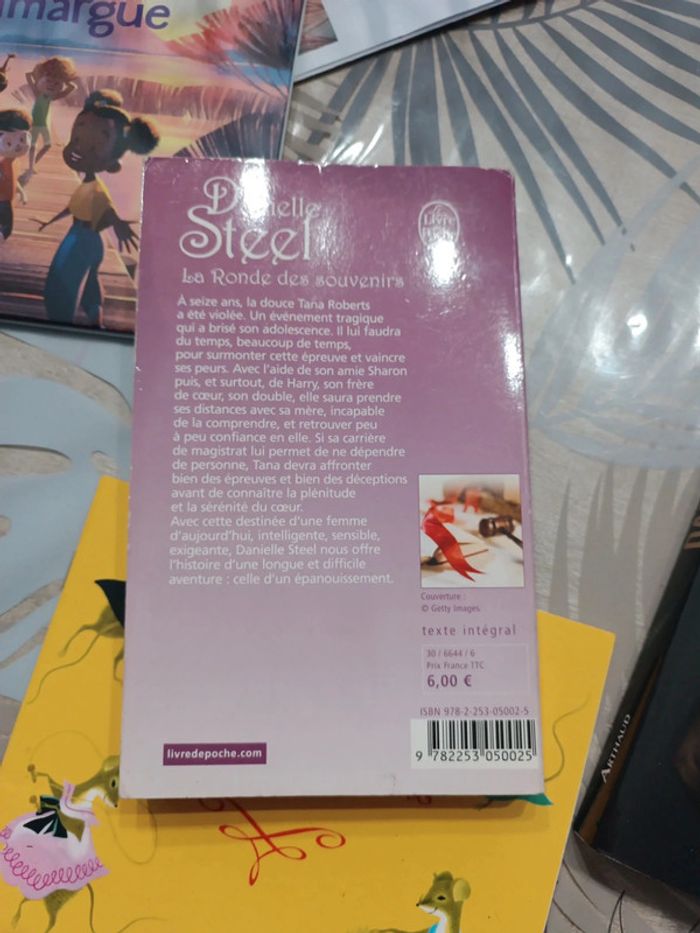 margue
Danielle
Steel
LE LIVRE
DE POCHE
La Ronde des souvenirs
À seize ans, la douce Tana Roberts
a été violée. Un événement tragique
qui a brisé son adolescence. Il lui faudra
du temps, beaucoup de temps,
pour surmonter cette épreuve et vaincre
ses peurs. Avec l'aide de son amie Sharon
puis, et surtout, de Harry, son frère
de cœur, son double, elle saura prendre
ses distances avec sa mère, incapable
de la comprendre, et retrouver peu
à peu confiance en elle. Si sa carrière
de magistrat lui permet de ne dépendre
de personne, Tana devra affronter
bien des épreuves et bien des déceptions
avant de connaître la plénitude
et la sérénité du cœur.
Avec cette destinée d'une femme
d'aujourd'hui, intelligente, sensible,
exigeante, Danielle Steel nous offre
l'histoire d'une longue et difficile
aventure : celle d'un épanouissement.
Couverture :
© Getty Images.
texte intégral
30 / 6644 / 6
Prix France TTC
6,00 €
ISBN 978-2-253-05002-5
9 782253 050025
livredepoche.com
ARTHAUD